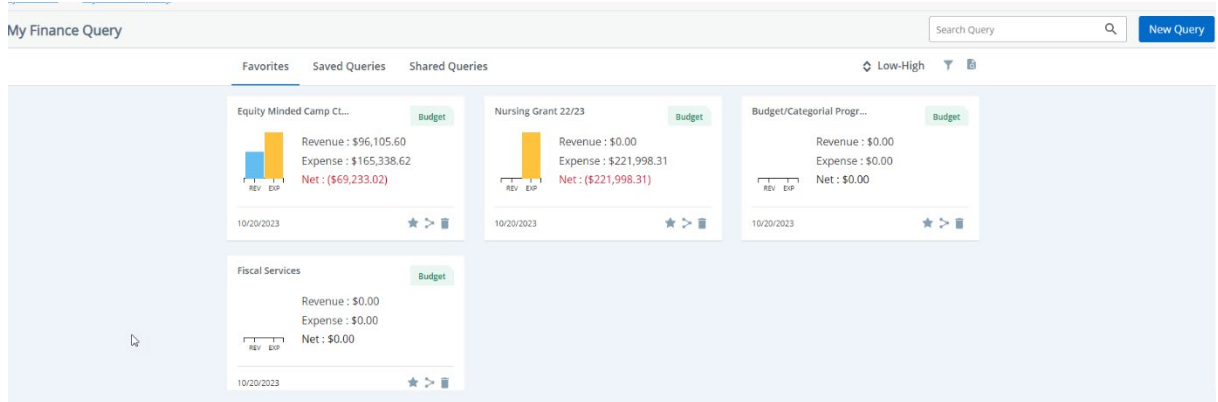 My Finance Query
Search Query
New Query
Favorites Saved Queries Shared Queries
Low-High
Equity Minded Camp Ct...
Budget
Revenue : $96,105.60
Expense : $165,338.62
Net : ($69,233.02)
REV EXP
10/20/2023
Nursing Grant 22/23
Budget
Revenue : $0.00
Expense : $221,998.31
Net : ($221,998.31)
REV EXP
10/20/2023
Budget/Categorial Progr...
Budget
Revenue : $0.00
Expense : $0.00
Net : $0.00
REV EXP
10/20/2023
Fiscal Services
Budget
Revenue : $0.00
Expense : $0.00
Net : $0.00
REV EXP
10/20/2023